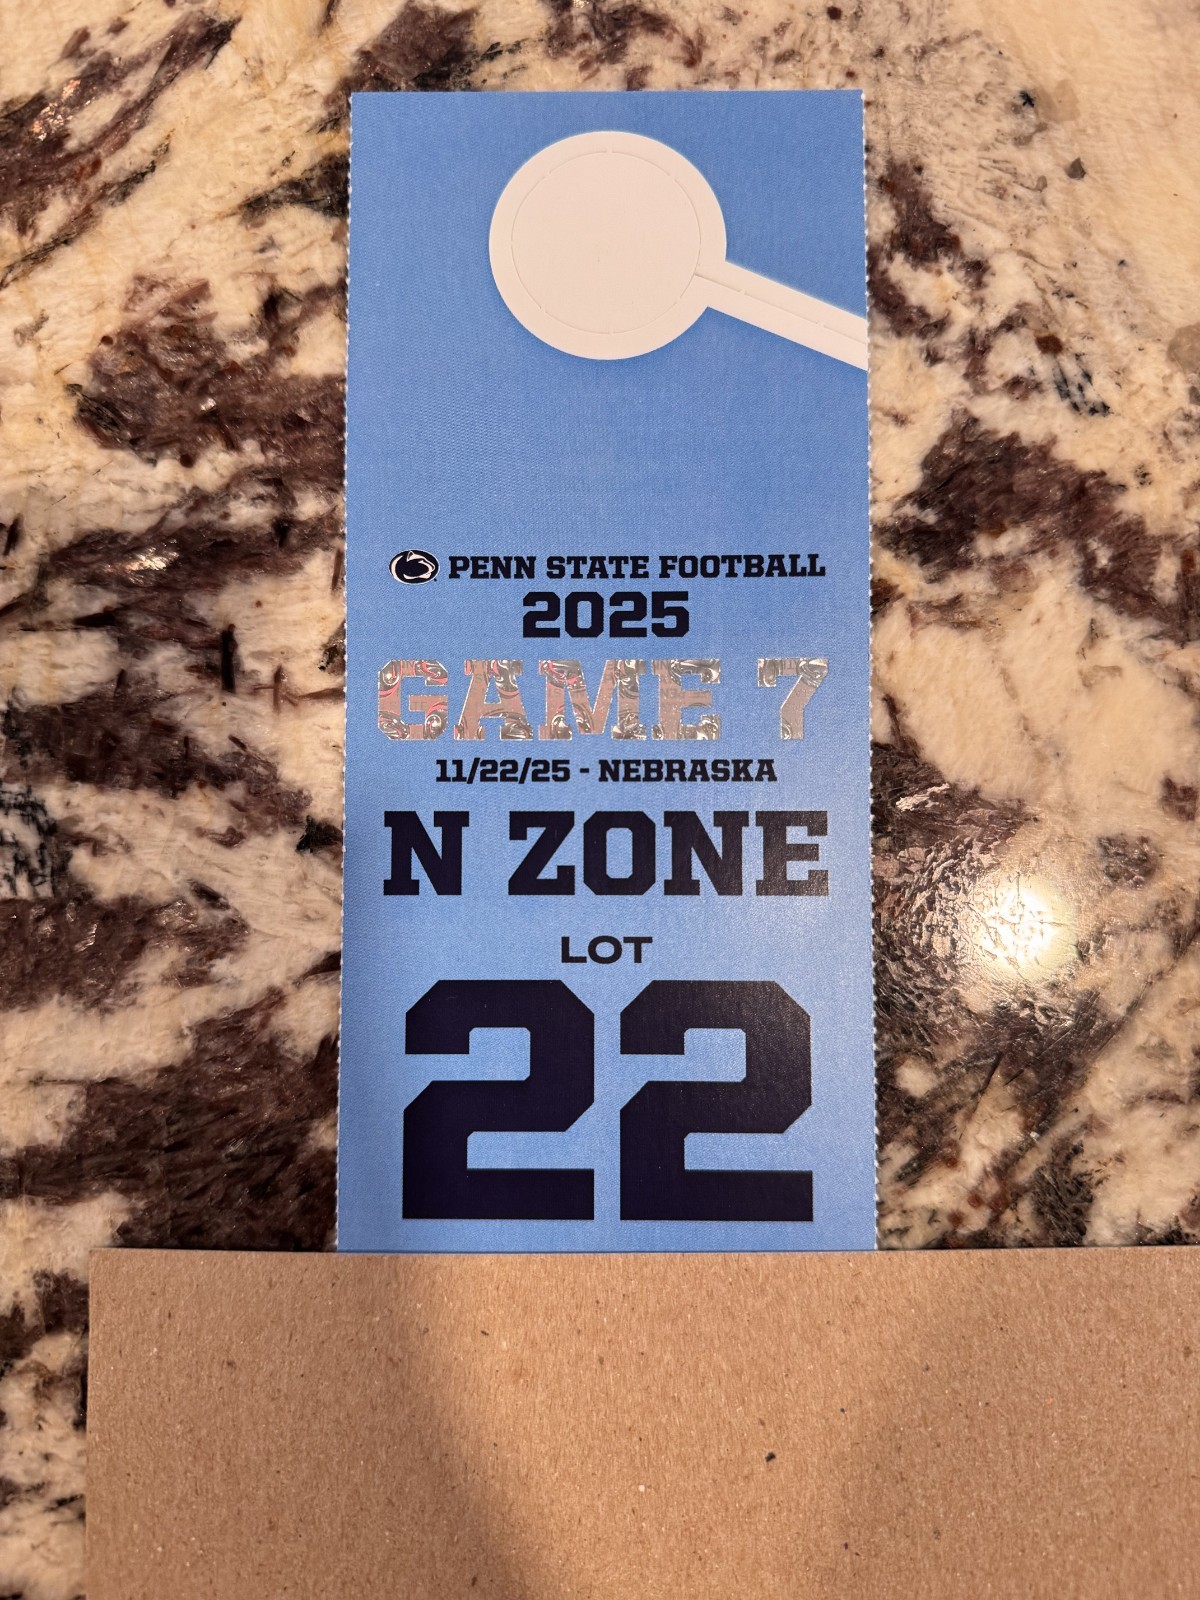 PENN STATE FOOTBALL
2025
GAME 7
11/22/25 - NEBRASKA
N ZONE
LOT
22